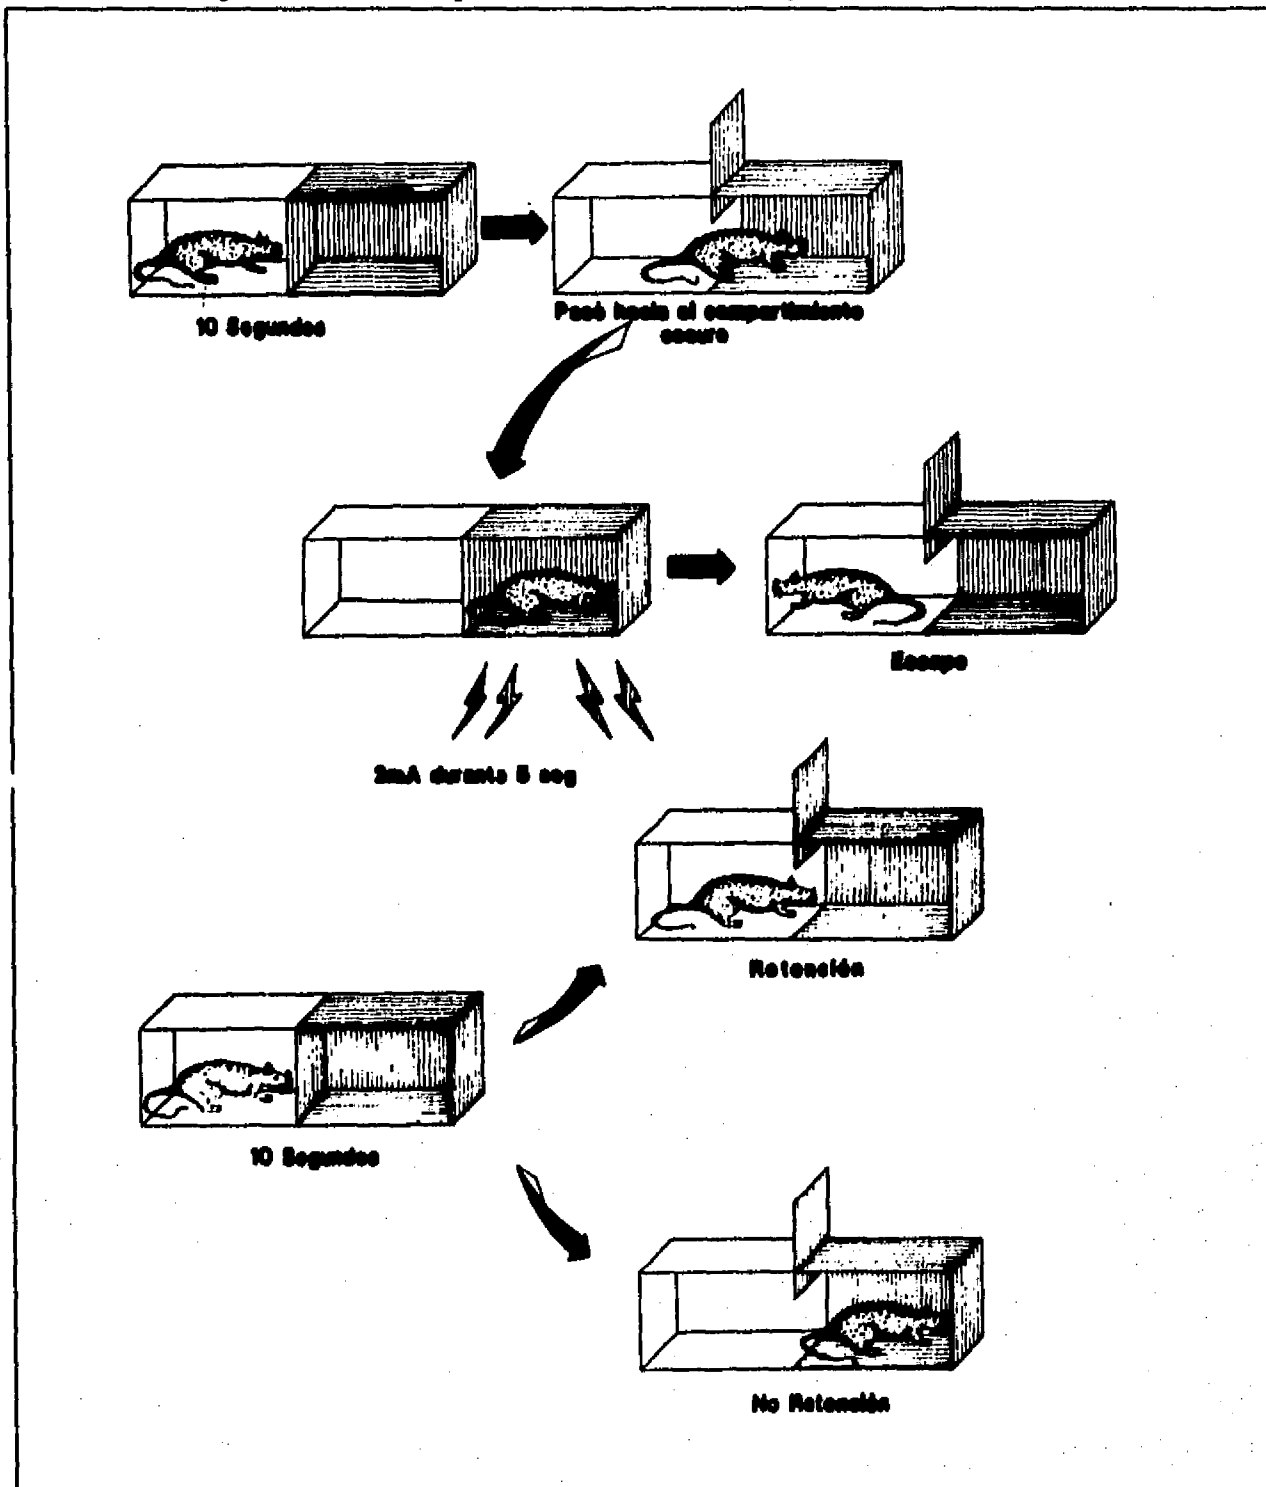 10 Segundos
Pasó hacia el compartimiento
oscuro
Escape
2mA durante 5 seg
Retención
10 Segundos
No Retención